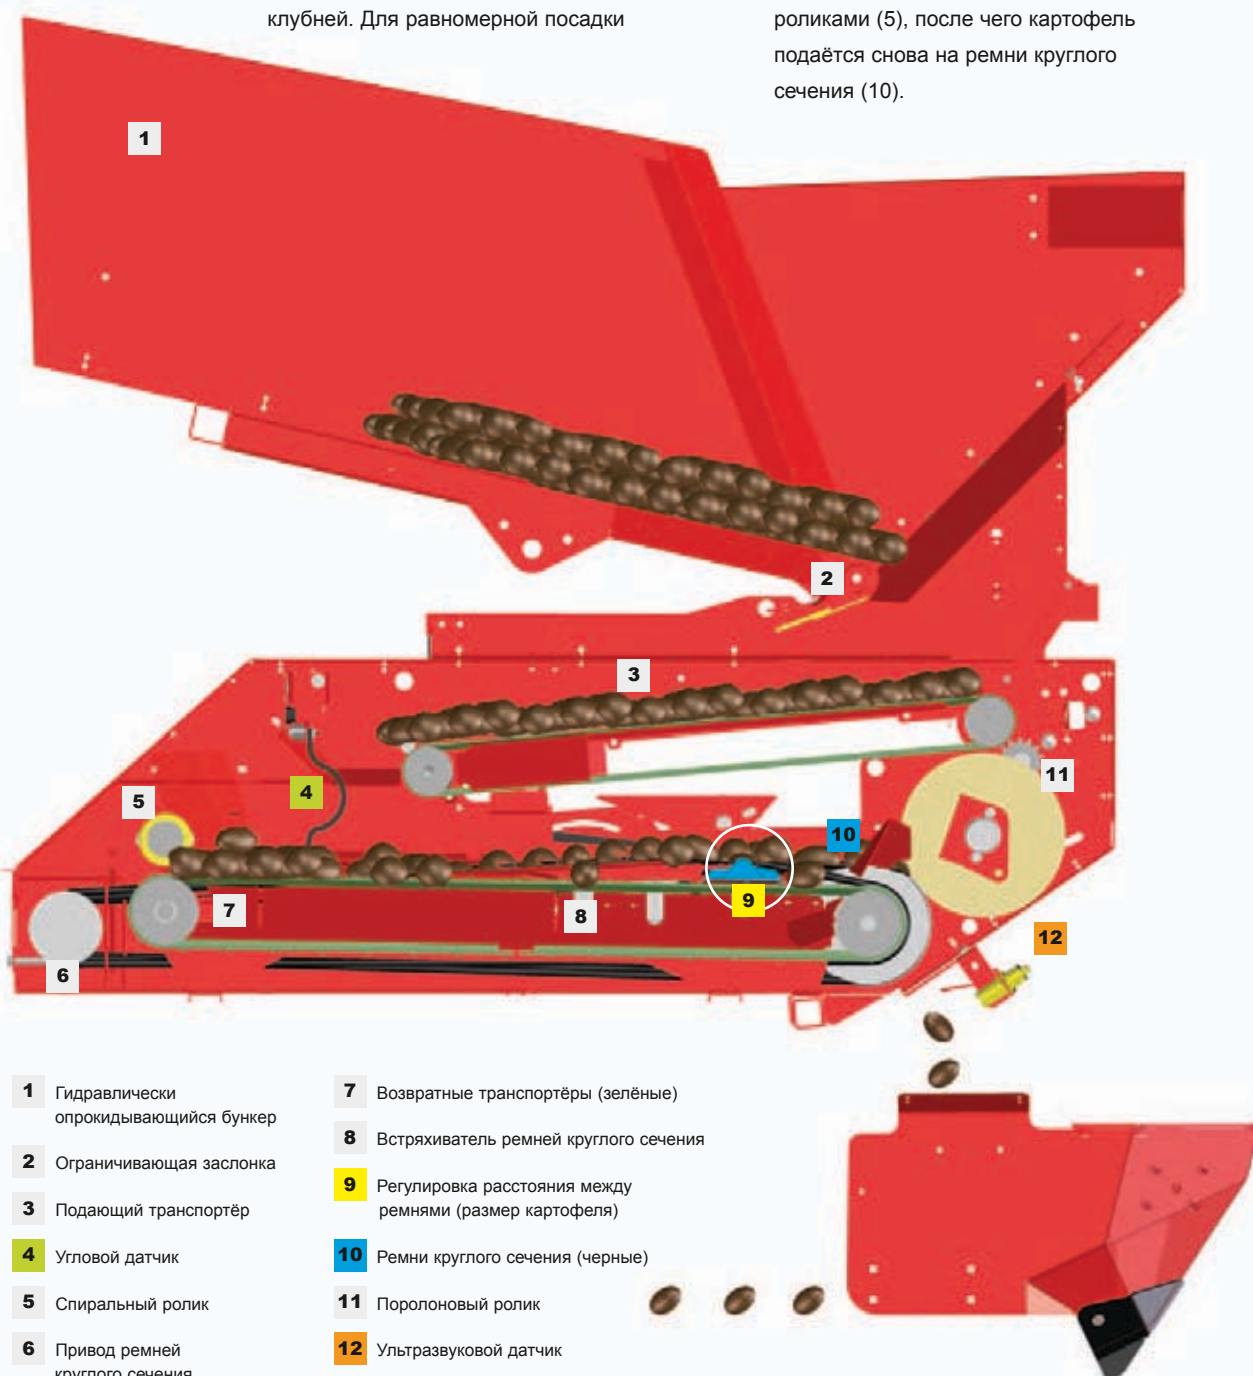 клубней. Для равномерной посадки
роликами (5), после чего картофель
подаётся снова на ремни круглого
сечения (10).
1
2
3
4
5
6
7
8
9
10
11
12
1 Гидравлически
опрокидывающийся бункер
2 Ограничивающая заслонка
3 Подающий транспортёр
4 Угловой датчик
5 Спиральный ролик
6 Привод ремней
круглого сечения
7 Возвратные транспортёры (зелёные)
8 Встряхиватель ремней круглого сечения
9 Регулировка расстояния между
ремнями (размер картофеля)
10 Ремни круглого сечения (черные)
11 Поролоновый ролик
12 Ультразвуковой датчик